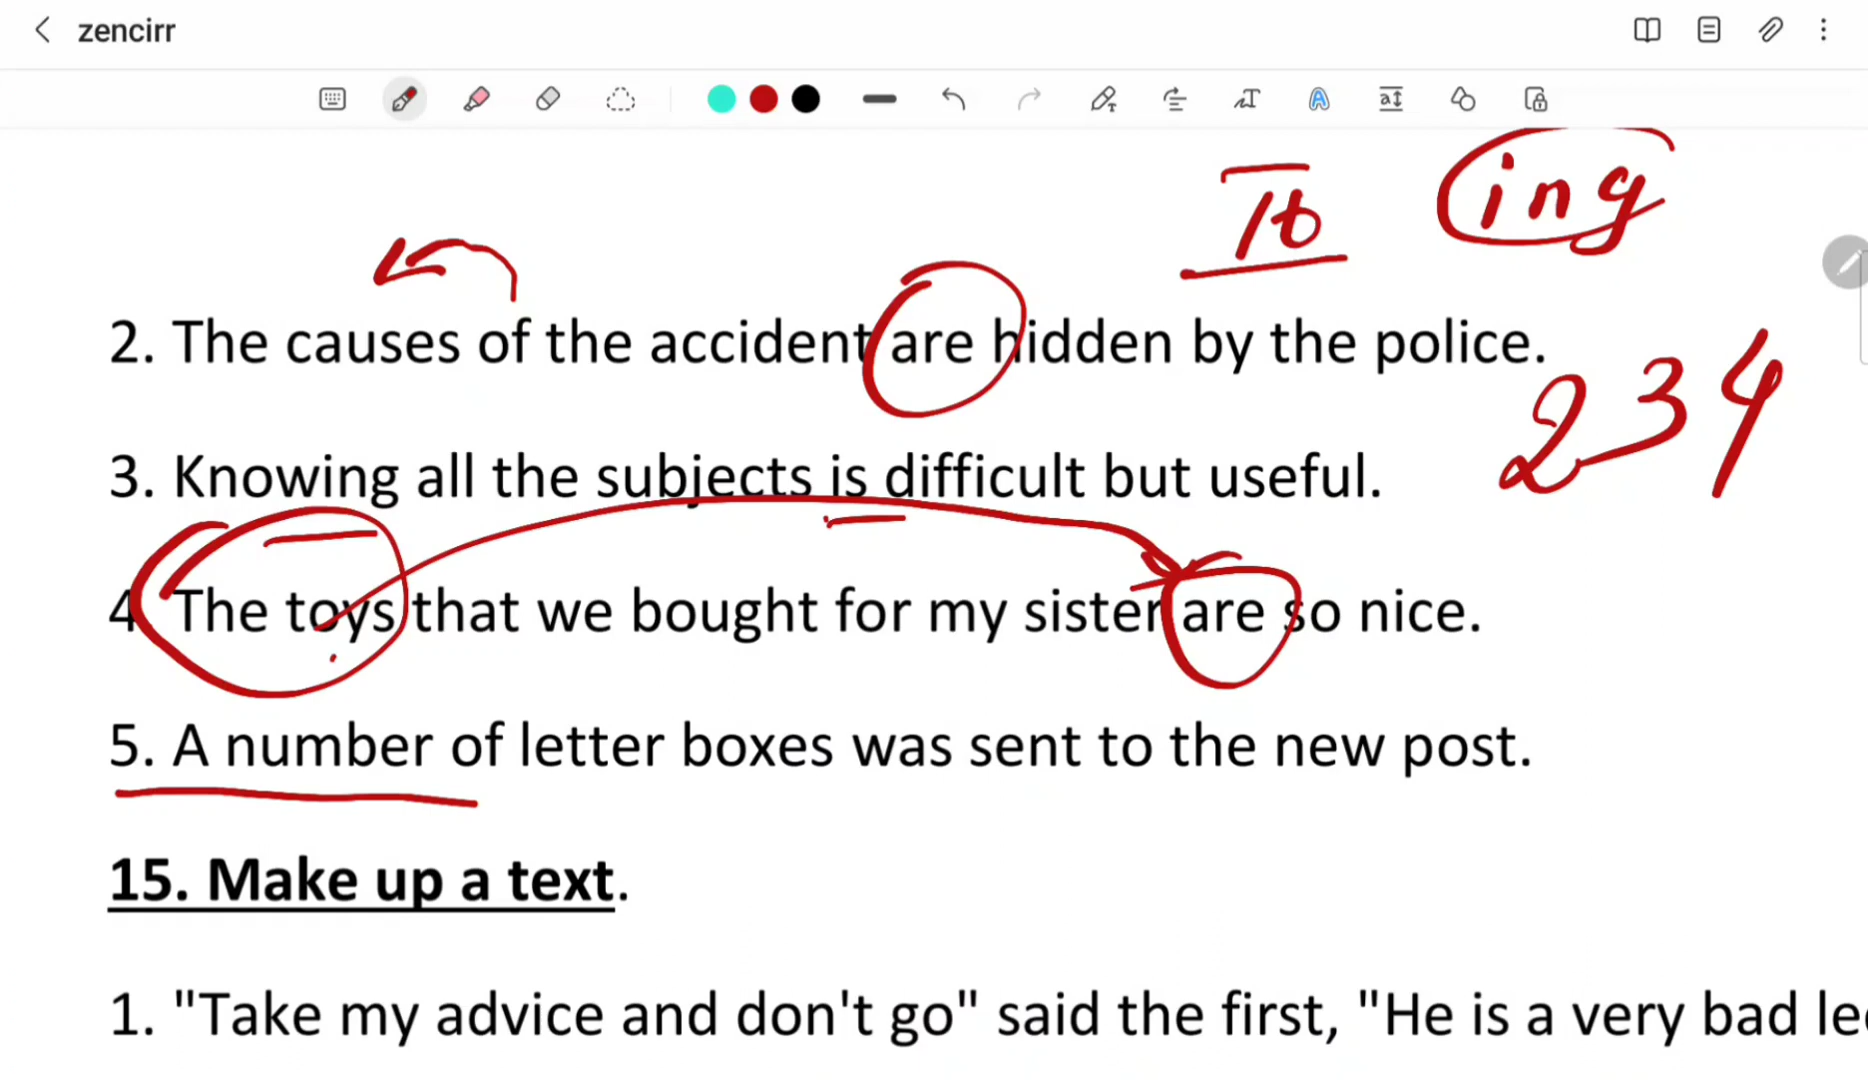 zencirr
To ing
2. The causes of the accident are hidden by the police.
234
3. Knowing all the subjects is difficult but useful.
4. The toys that we bought for my sister are so nice.
5. A number of letter boxes was sent to the new post.
15. Make up a text.
1. "Take my advice and don't go" said the first, "He is a very bad le